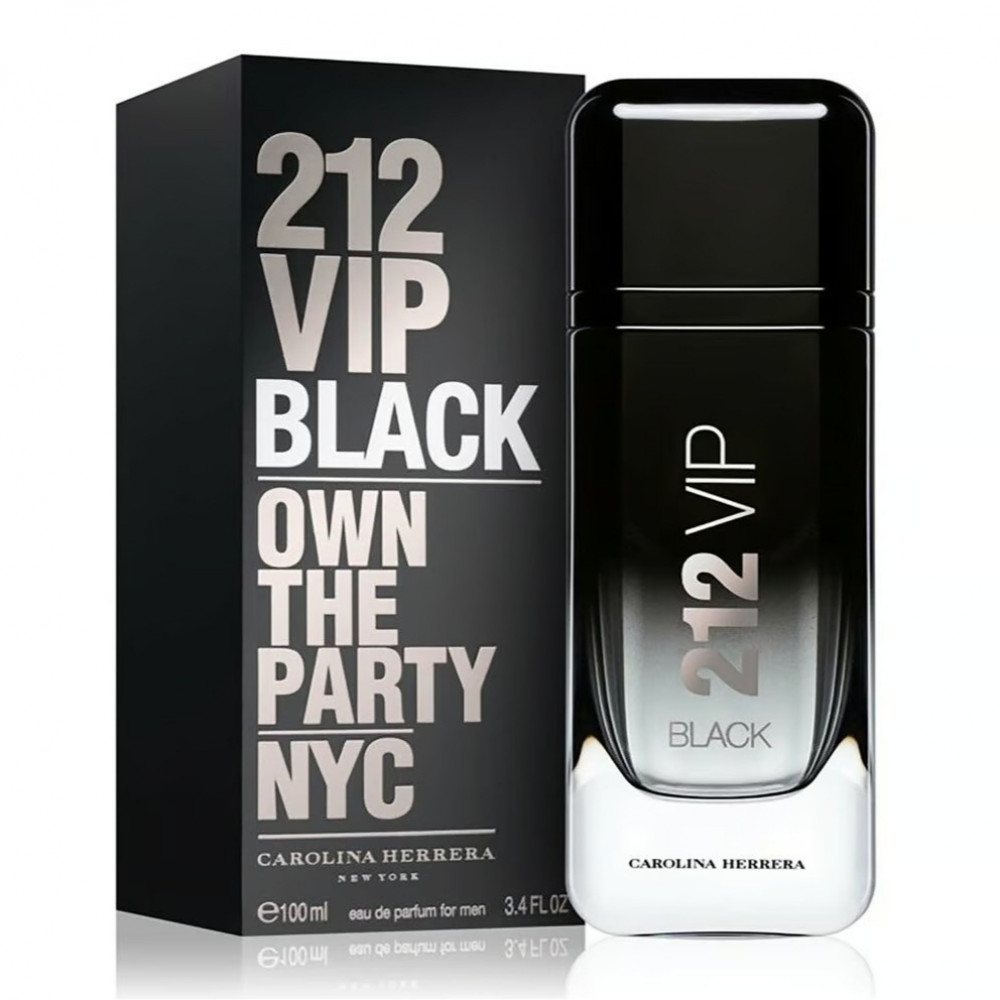 212
VIP
BLACK
OWN
THE
PARTY
NYC
CAROLINA HERRERA
NEW YORK
℮100ml eau de parfum for men 3.4 FL OZ
212 VIP
BLACK
CAROLINA HERRERA